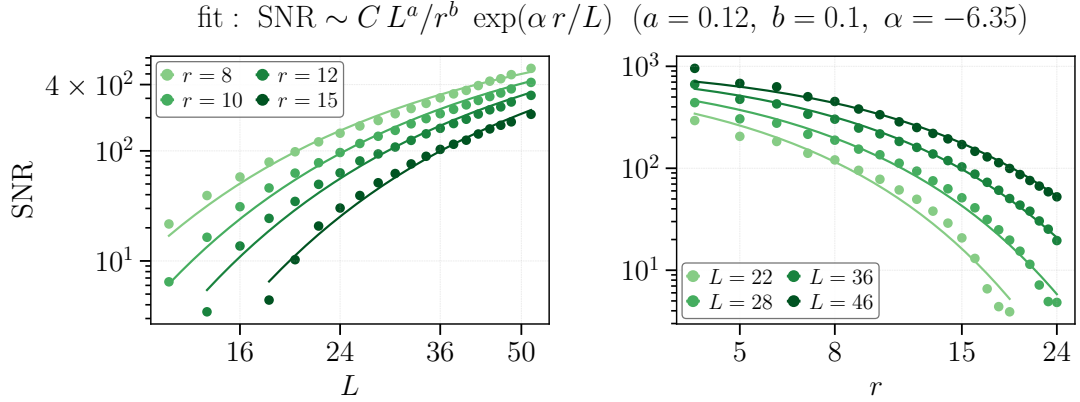 fit : SNR ∼ C L^a/r^b exp(α r/L) (a = 0.12, b = 0.1, α = −6.35)
SNR
4 × 10^2
10^2
10^1
r = 8
r = 10
r = 12
r = 15
16
24
36
50
L
10^3
10^2
10^1
L = 22
L = 28
L = 36
L = 46
5
8
15
24
r